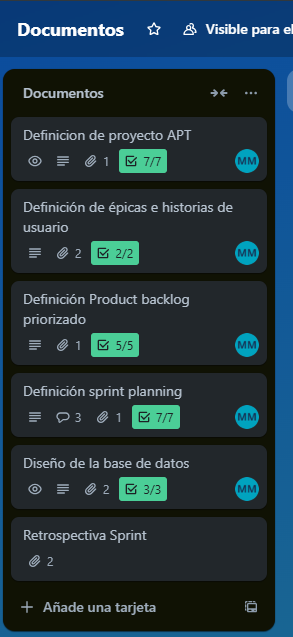 Documentos
Visible para el
Documentos
Definicion de proyecto APT
1
7/7
MM
Definición de épicas e historias de
usuario
2
2/2
MM
Definición Product backlog
priorizado
1
5/5
MM
Definición sprint planning
3
1
7/7
MM
Diseño de la base de datos
2
3/3
MM
Retrospectiva Sprint
2
Añade una tarjeta